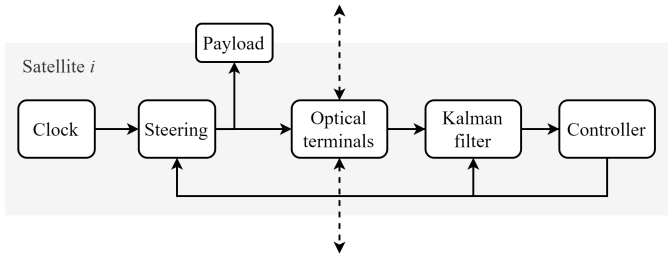 Payload
Satellite i
Clock
Steering
Optical
terminals
Kalman
filter
Controller